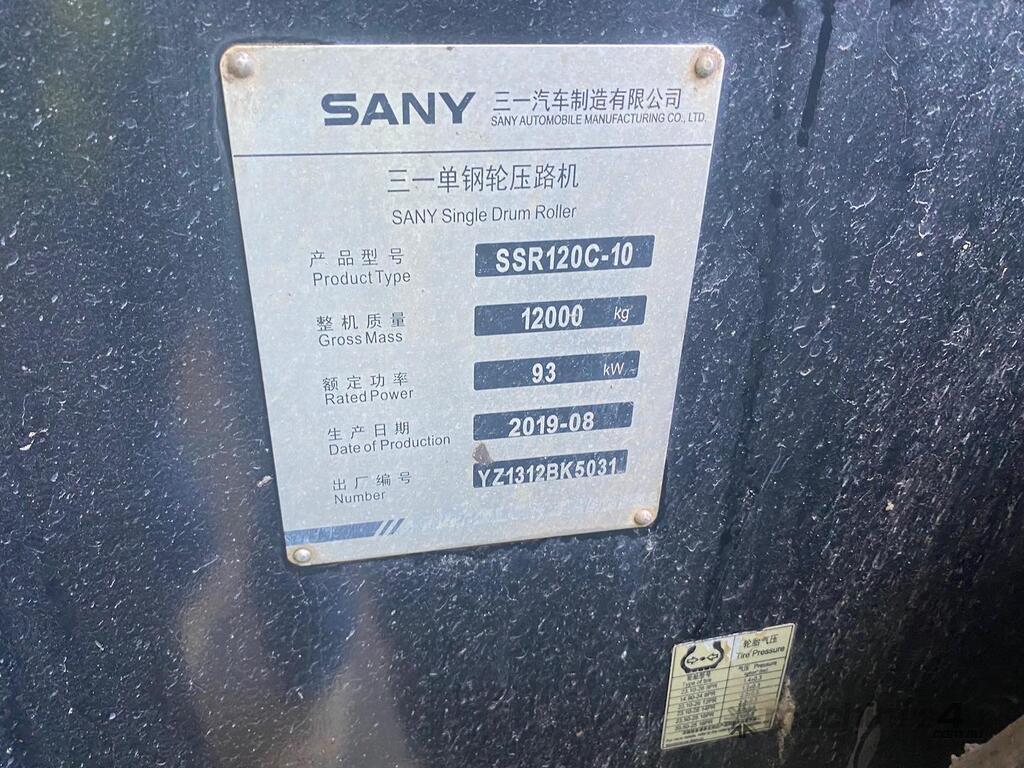 SANY 三一汽车制造有限公司
SANY AUTOMOBILE MANUFACTURING CO., LTD.
三一单钢轮压路机
SANY Single Drum Roller
产品型号 SSR120C-10
Product Type
整机质量 12000 kg
Gross Mass
额定功率 93 kW
Rated Power
生产日期 2019-08
Date of Production
出厂编号 YZ1312BK5031
Number
轮胎气压
Tire Pressure
气压 Pressure